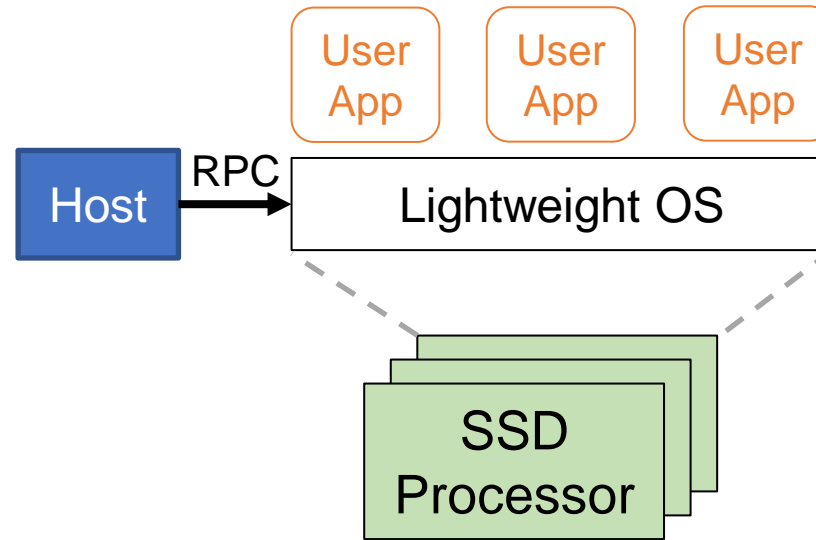 User
App
User
App
User
App
Host
RPC
Lightweight OS
SSD
Processor